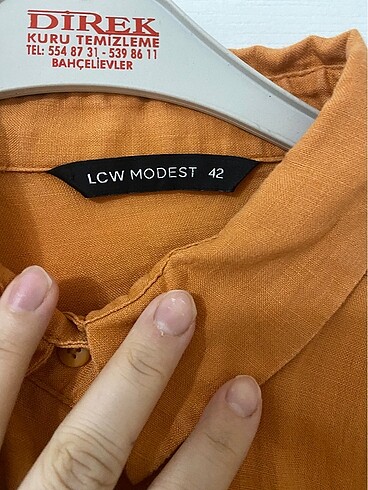 DİREK
KURU TEMİZLEME
TEL: 554 87 31 - 539 86 11
BAHÇELİEVLER
LCW MODEST 42